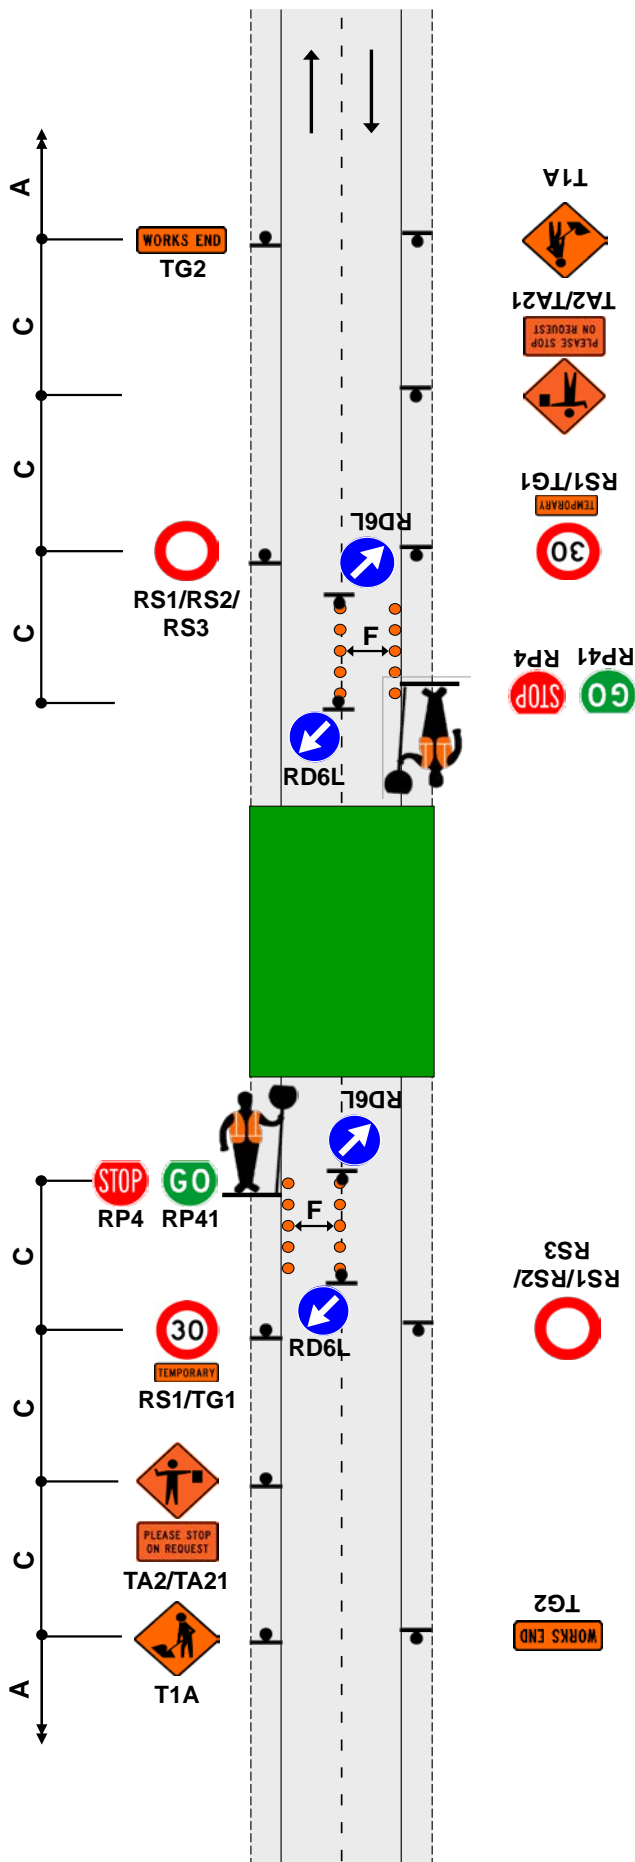 A
T1A
WORKS END
TG2
TA2/TA21
C
PLEASE STOP
ON REQUEST
C
RS1/TG1
TEMPORARY
RD6L
30
RS1/RS2/
RS3
C
F
RP4
RP41
STOP
GO
RD6L
RD6L
STOP
GO
RP4
RP41
F
C
RS1/RS2/
RS3
30
RD6L
TEMPORARY
RS1/TG1
C
PLEASE STOP
ON REQUEST
C
TA2/TA21
TG2
WORKS END
A
T1A